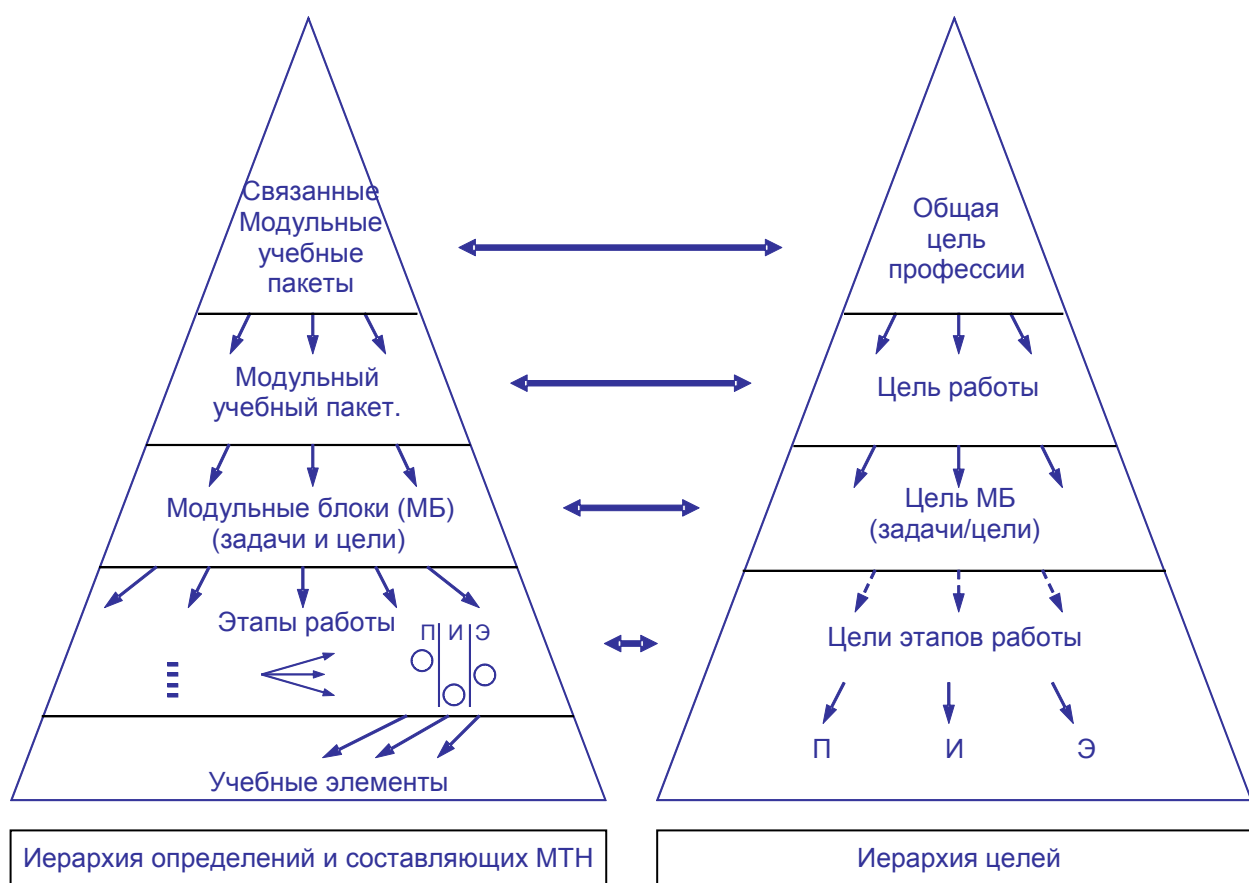 Связанные
Модульные
учебные
пакеты
Модульный
учебный пакет.
Модульные блоки (МБ)
(задачи и цели)
Этапы работы
П И Э
Учебные элементы
Иерархия определений и составляющих МТН
Общая
цель
профессии
Цель работы
Цель МБ
(задачи/цели)
Цели этапов работы
П И Э
Иерархия целей